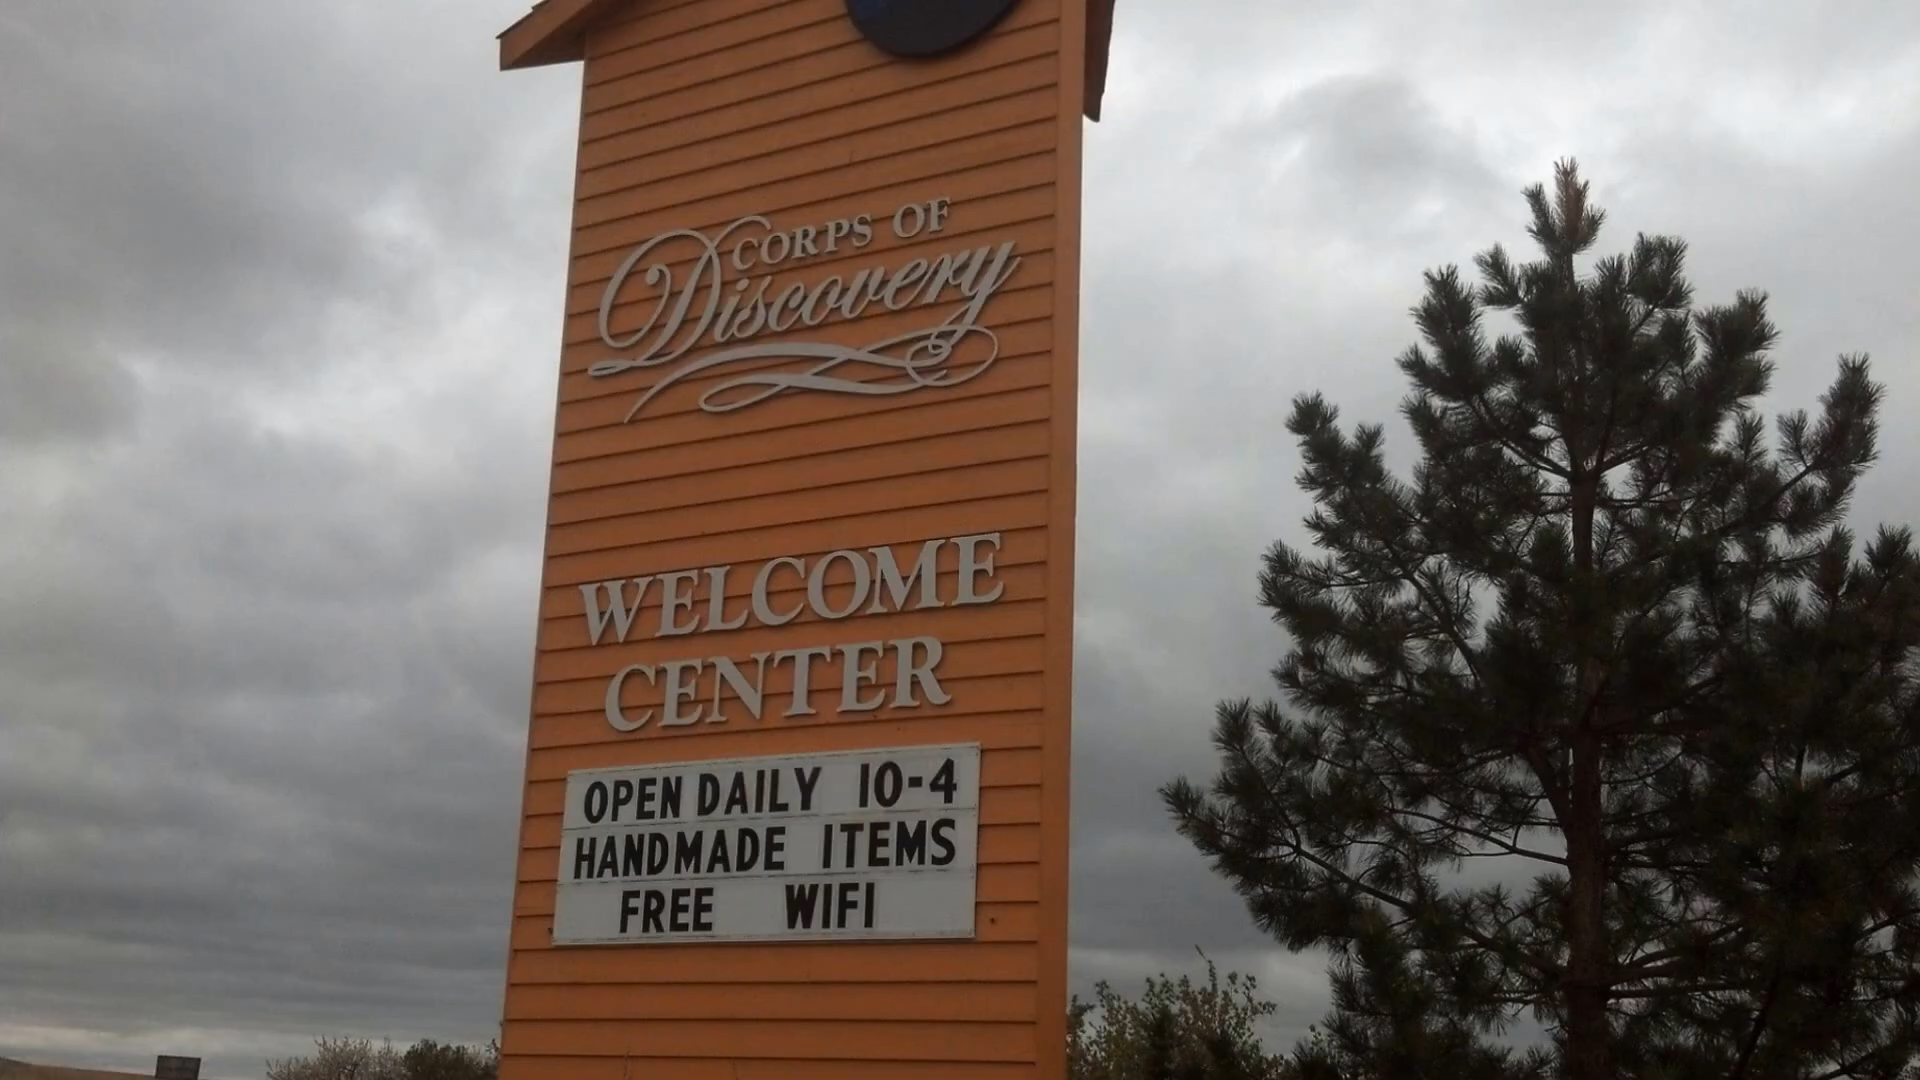 CORPS OF
Discovery
WELCOME
CENTER
OPEN DAILY 10-4
HANDMADE ITEMS
FREE WIFI